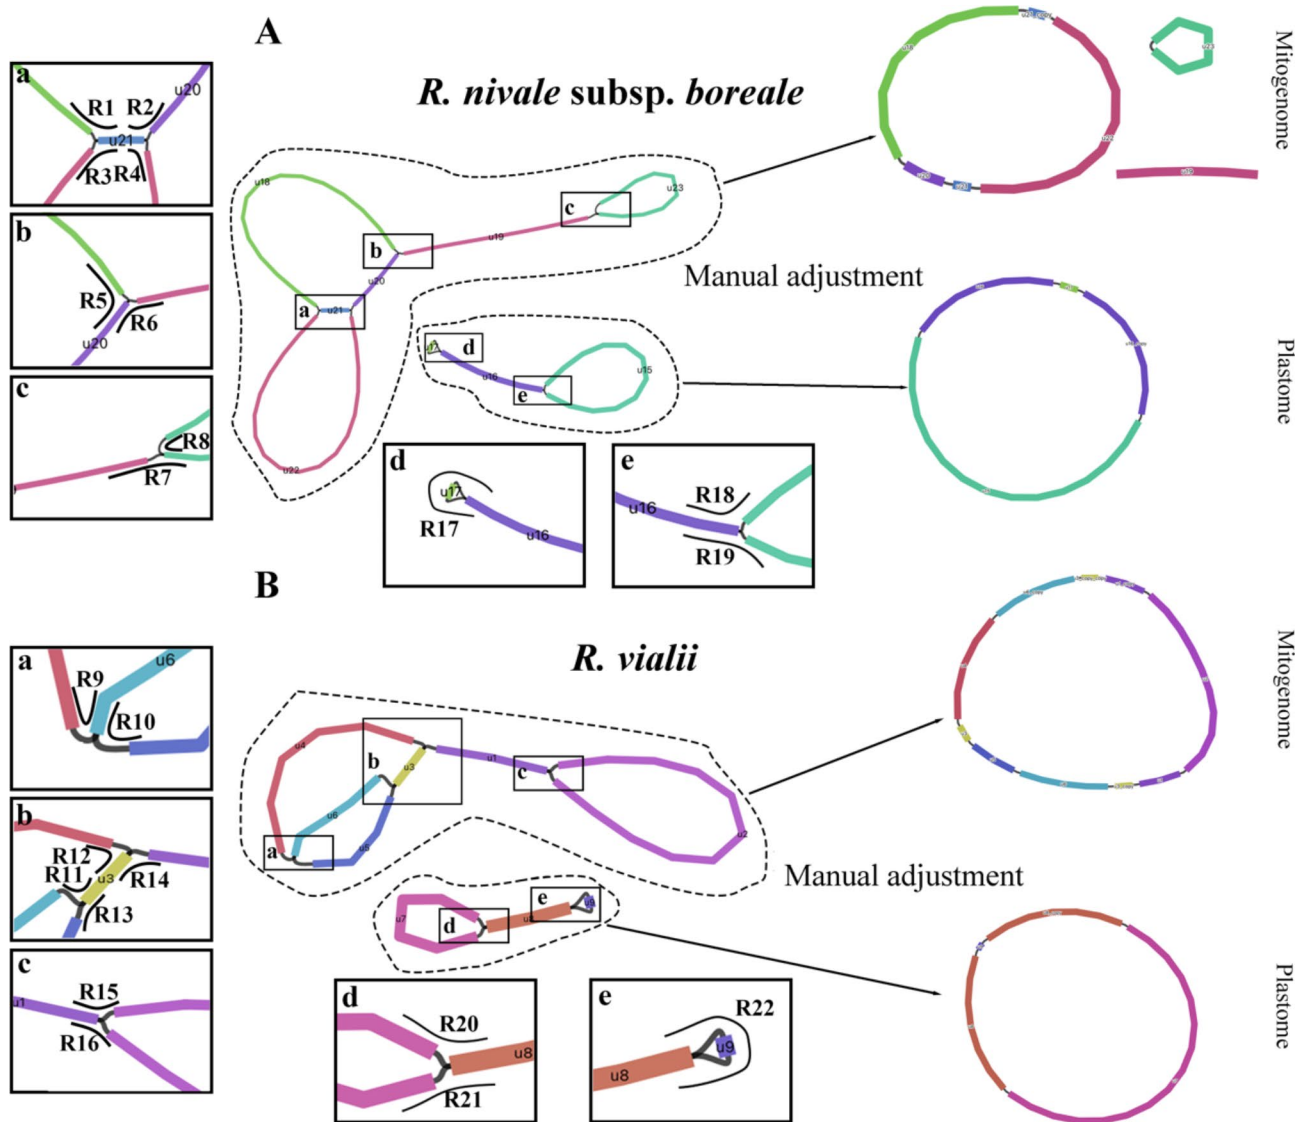 A
R. nivale subsp. boreale
Mitogenome
a
R1 R2
u20
u21
R3 R4
b
R5
R6
u20
c
R8
R7
u18
u23
c
b
u19
u20
a
u21
u22
Manual adjustment
Plastome
u17
d
u16
e
u15
d
u17
R17
u16
e
R18
u16
R19
B
R. vialii
Mitogenome
a
u6
R9
R10
b
R12
R11
u3
R14
R13
c
u1
R15
R16
u4
b
u3
u1
c
u6
a
u5
u2
Manual adjustment
Plastome
e
u7
d
d
R20
u8
R21
e
R22
u9
u8